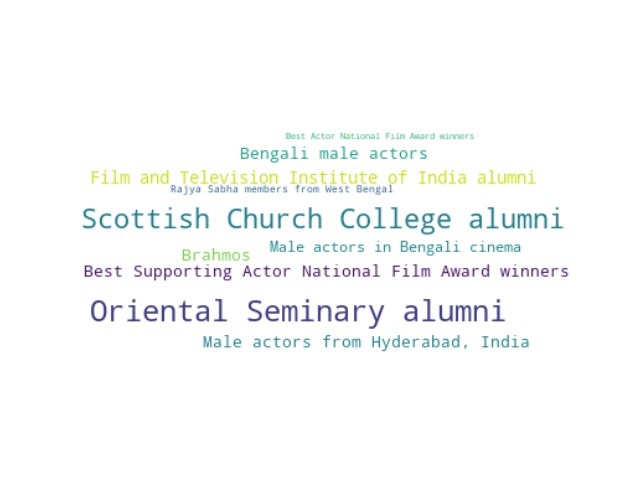 Best Actor National Film Award winners
Bengali male actors
Film and Television Institute of India alumni
Rajya Sabha members from West Bengal
Scottish Church College alumni
Male actors in Bengali cinema
Brahmos
Best Supporting Actor National Film Award winners
Oriental Seminary alumni
Male actors from Hyderabad, India